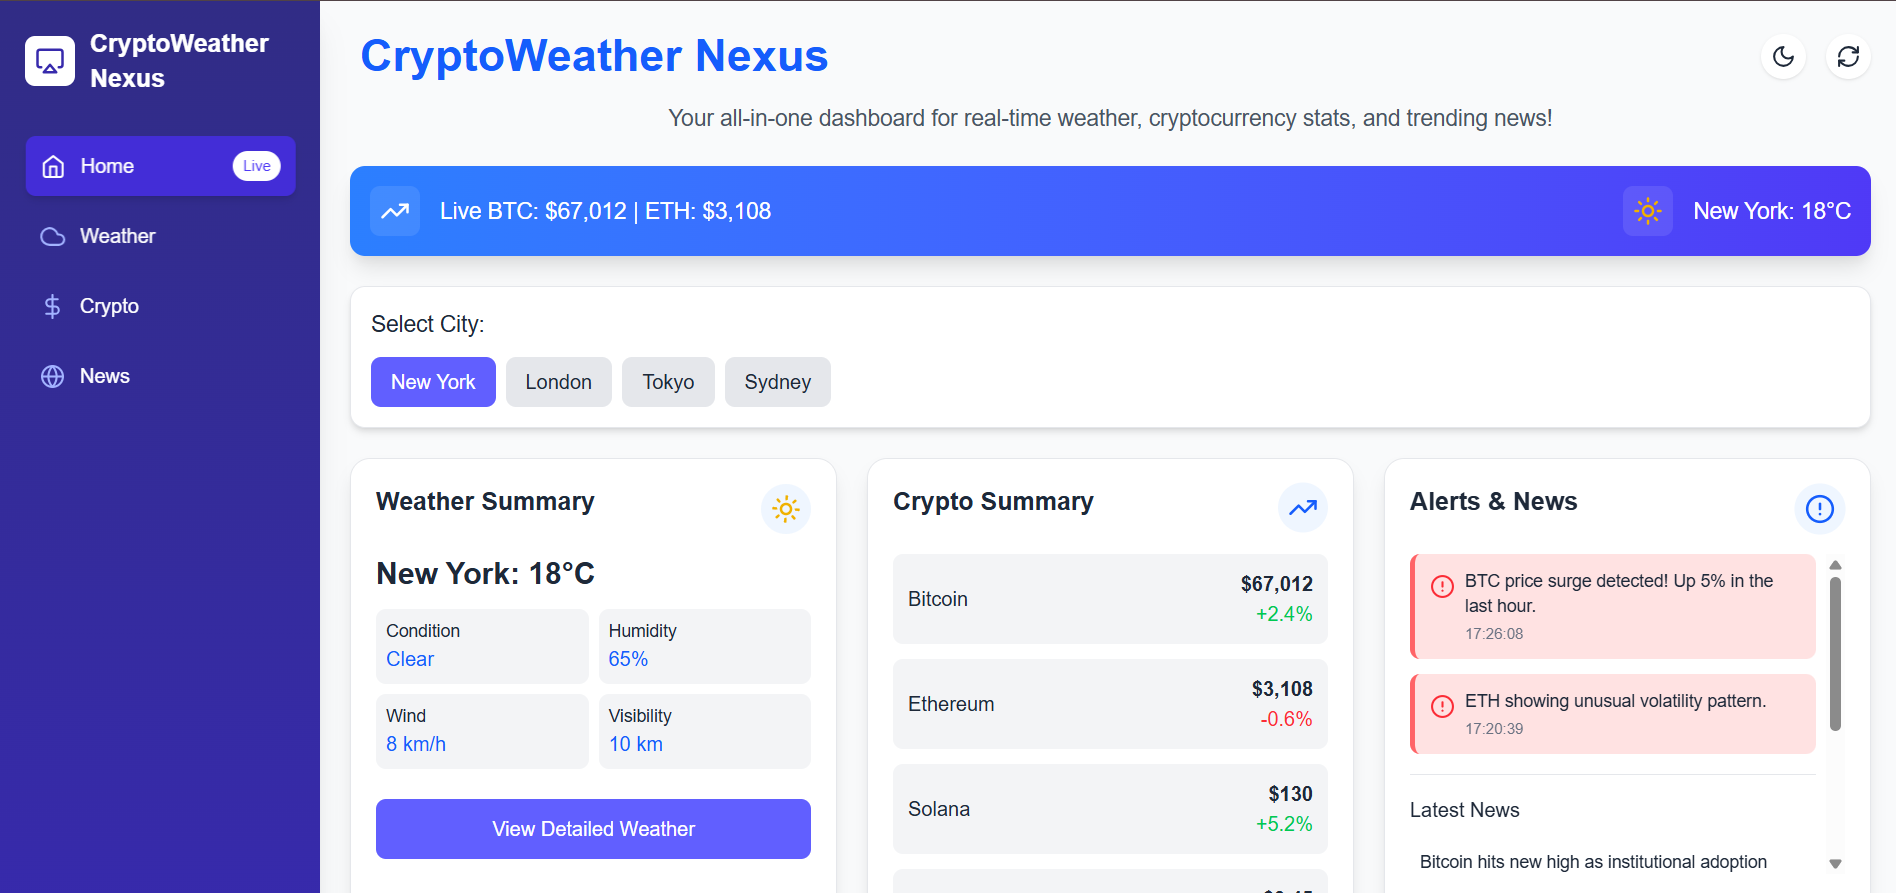 CryptoWeather
Nexus
Home
Live
Weather
Crypto
News
CryptoWeather Nexus
Your all-in-one dashboard for real-time weather, cryptocurrency stats, and trending news!
Live BTC: $67,012 | ETH: $3,108
New York: 18°C
Select City:
New York
London
Tokyo
Sydney
Weather Summary
New York: 18°C
Condition
Clear
Humidity
65%
Wind
8 km/h
Visibility
10 km
View Detailed Weather
Crypto Summary
Bitcoin
$67,012
+2.4%
Ethereum
$3,108
-0.6%
Solana
$130
+5.2%
Alerts & News
BTC price surge detected! Up 5% in the
last hour.
17:26:08
ETH showing unusual volatility pattern.
17:20:39
Latest News
Bitcoin hits new high as institutional adoption